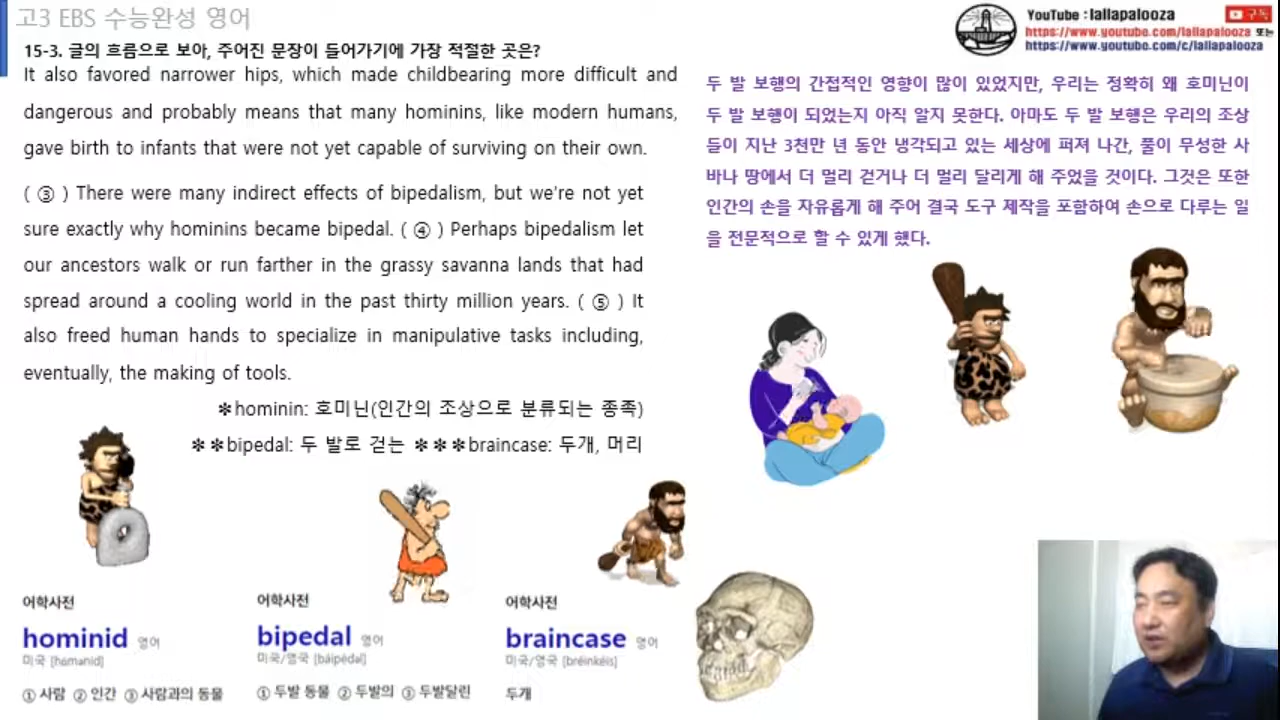 고3 EBS 수능완성 영어
YouTube : lallapalooza
구독
https://www.youtube.com/lallapalooza 또는
https://www.youtube.com/c/lallapalooza
15-3. 글의 흐름으로 보아, 주어진 문장이 들어가기에 가장 적절한 곳은?
It also favored narrower hips, which made childbearing more difficult and
dangerous and probably means that many hominins, like modern humans,
gave birth to infants that were not yet capable of surviving on their own.
( ③ ) There were many indirect effects of bipedalism, but we're not yet
sure exactly why hominins became bipedal. ( ④ ) Perhaps bipedalism let
our ancestors walk or run farther in the grassy savanna lands that had
spread around a cooling world in the past thirty million years. ( ⑤ ) It
also freed human hands to specialize in manipulative tasks including,
eventually, the making of tools.
✻hominin: 호미닌(인간의 조상으로 분류되는 종족)
✻✻bipedal: 두 발로 걷는 ✻✻✻braincase: 두개, 머리
두 발 보행의 간접적인 영향이 많이 있었지만, 우리는 정확히 왜 호미닌이
두 발 보행이 되었는지 아직 알지 못한다. 아마도 두 발 보행은 우리의 조상
들이 지난 3천만 년 동안 냉각되고 있는 세상에 퍼져 나간, 풀이 무성한 사
바나 땅에서 더 멀리 걷거나 더 멀리 달리게 해 주었을 것이다. 그것은 또한
인간의 손을 자유롭게 해 주어 결국 도구 제작을 포함하여 손으로 다루는 일
을 전문적으로 할 수 있게 했다.
어학사전
hominid 영어
미국 [hamənid]
① 사람 ② 인간 ③ 사람과의 동물
어학사전
bipedal 영어
미국/영국 [báipèdəl]
① 두발 동물 ② 두발의 ③ 두발달린
어학사전
braincase 영어
미국/영국 [bréinkèis]
두개